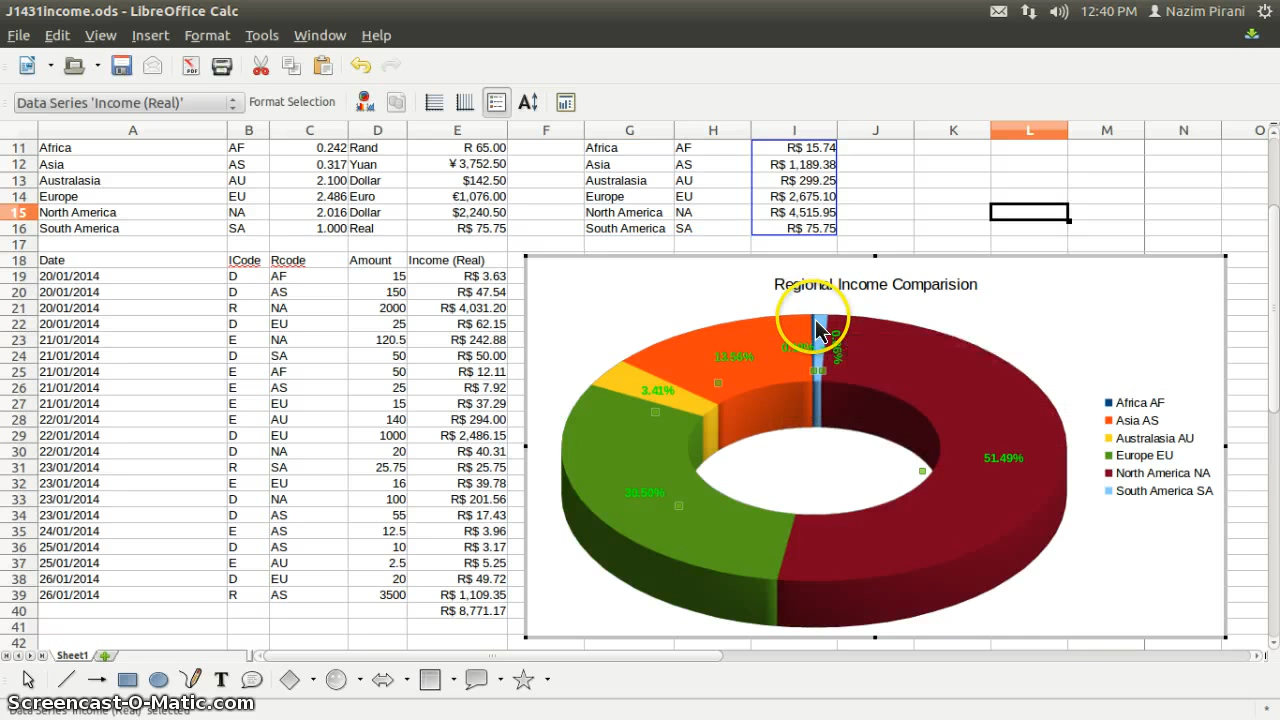 J1431income.ods - LibreOffice Calc
12:40 PM Nazim Pirani
File Edit View Insert Format Tools Window Help
Data Series 'Income (Real)' Format Selection
A B C D E F G H I J K L M N O
11 Africa AF 0.242 Rand R 65.00 Africa AF R$ 15.74
12 Asia AS 0.317 Yuan ¥ 3,752.50 Asia AS R$ 1,189.38
13 Australasia AU 2.100 Dollar $142.50 Australasia AU R$ 299.25
14 Europe EU 2.486 Euro €1,076.00 Europe EU R$ 2,675.10
15 North America NA 2.016 Dollar $2,240.50 North America NA R$ 4,515.95
16 South America SA 1.000 Real R$ 75.75 South America SA R$ 75.75
17
18 Date ICode Rcode Amount Income (Real)
19 20/01/2014 D AF 15 R$ 3.63
20 20/01/2014 D AS 150 R$ 47.54
21 20/01/2014 R NA 2000 R$ 4,031.20
22 20/01/2014 D EU 25 R$ 62.15
23 21/01/2014 E NA 120.5 R$ 242.88
24 21/01/2014 D SA 50 R$ 50.00
25 21/01/2014 E AF 50 R$ 12.11
26 21/01/2014 E AS 25 R$ 7.92
27 21/01/2014 E EU 15 R$ 37.29
28 22/01/2014 E AU 140 R$ 294.00
29 22/01/2014 D EU 1000 R$ 2,486.15
30 22/01/2014 D NA 20 R$ 40.31
31 23/01/2014 R SA 25.75 R$ 25.75
32 23/01/2014 E EU 16 R$ 39.78
33 23/01/2014 D NA 100 R$ 201.56
34 23/01/2014 D AS 55 R$ 17.43
35 24/01/2014 E AS 12.5 R$ 3.96
36 25/01/2014 D AS 10 R$ 3.17
37 25/01/2014 E AU 2.5 R$ 5.25
38 26/01/2014 D EU 20 R$ 49.72
39 26/01/2014 R AS 3500 R$ 1,109.35
40 R$ 8,771.17
41
42
Regional Income Comparision
13.56%
3.41%
30.50%
51.49%
Africa AF
Asia AS
Australasia AU
Europe EU
North America NA
South America SA
Sheet1
Screencast-O-Matic.com